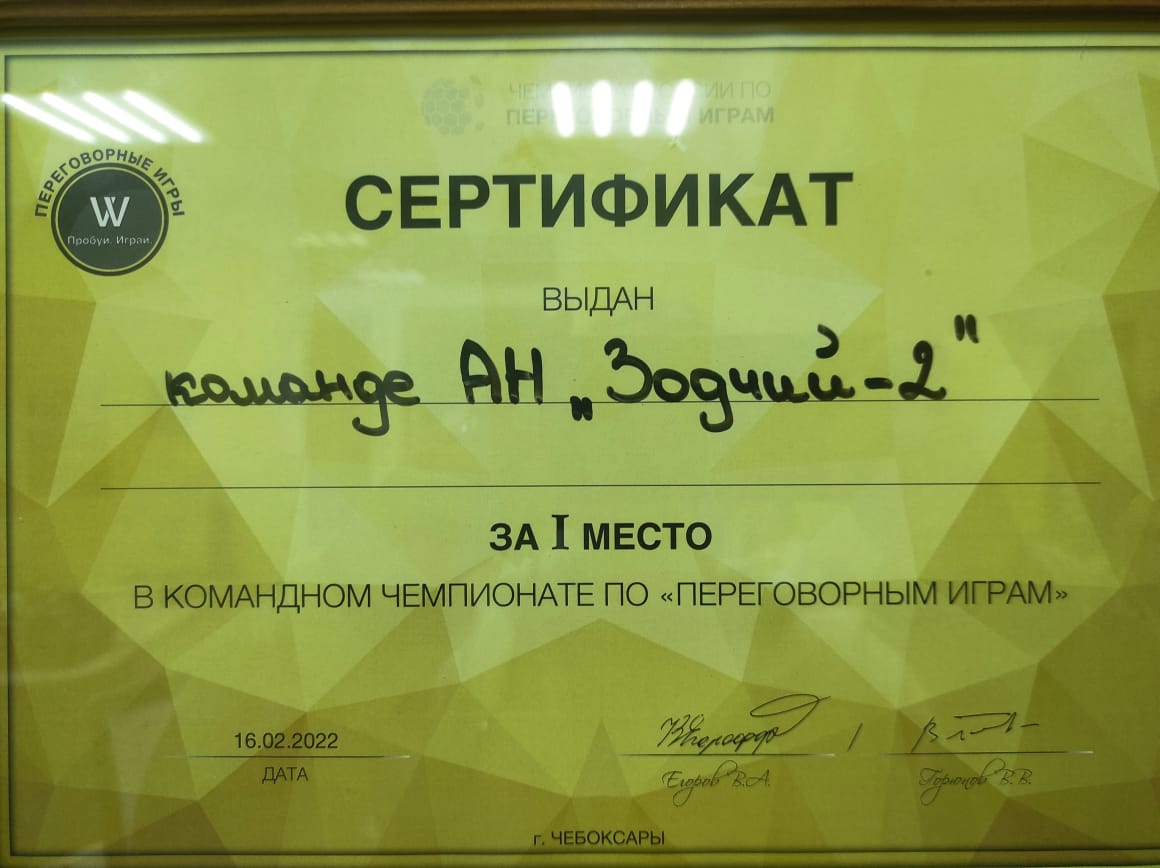 ЧЕМПИОНАТ РОССИИ ПО
ПЕРЕГОВОРНЫМ ИГРАМ
ПЕРЕГОВОРНЫЕ ИГРЫ
W
Пробуй. Играй.
СЕРТИФИКАТ
ВЫДАН
команде АН „Зодчий-2"
ЗА I МЕСТО
В КОМАНДНОМ ЧЕМПИОНАТЕ ПО «ПЕРЕГОВОРНЫМ ИГРАМ»
16.02.2022
ДАТА
/
Егоров В.А.
Горюнов В.В.
г. ЧЕБОКСАРЫ